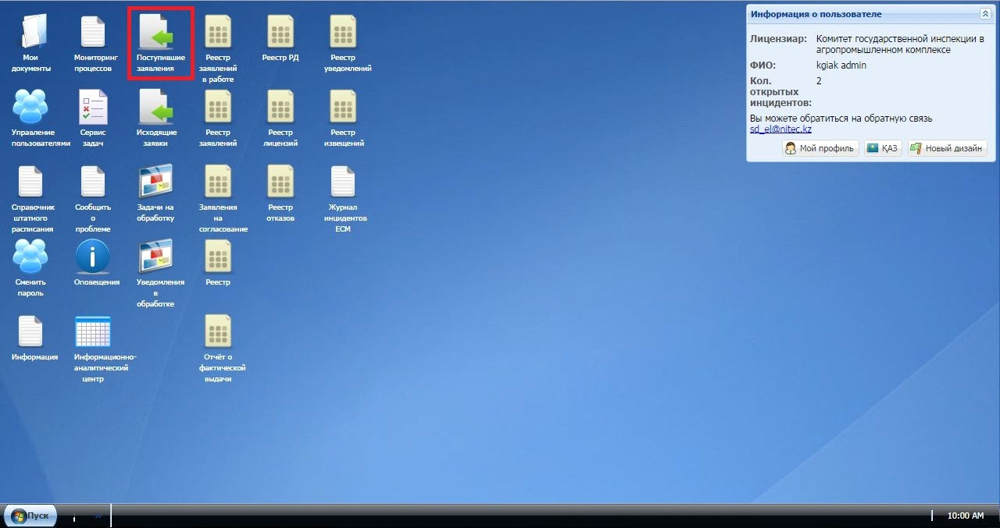 Мои
документы
Мониторинг
процессов
Поступившие
заявления
Реестр
заявлений
в работе
Реестр РД
Реестр
уведомлений
Управление
пользователями
Сервис
задач
Исходящие
заявки
Реестр
заявлений
Реестр
лицензий
Реестр
извещений
Справочник
штатного
расписания
Сообщить
о
проблеме
Задачи на
обработку
Заявления
на
согласование
Реестр
отказов
Журнал
инцидентов
ЕСМ
Сменить
пароль
Оповещения
Уведомления
в
обработке
Реестр
Информация
Информационно-
аналитический
центр
Отчёт о
фактической
выдачи
Информация о пользователе
Лицензиар: Комитет государственной инспекции в
агропромышленном комплексе
ФИО: kgiak admin
Кол. 2
открытых
инцидентов:
Вы можете обратиться на обратную связь
sd_el@nitec.kz
Мой профиль ҚАЗ Новый дизайн
Пуск
10:00 AM